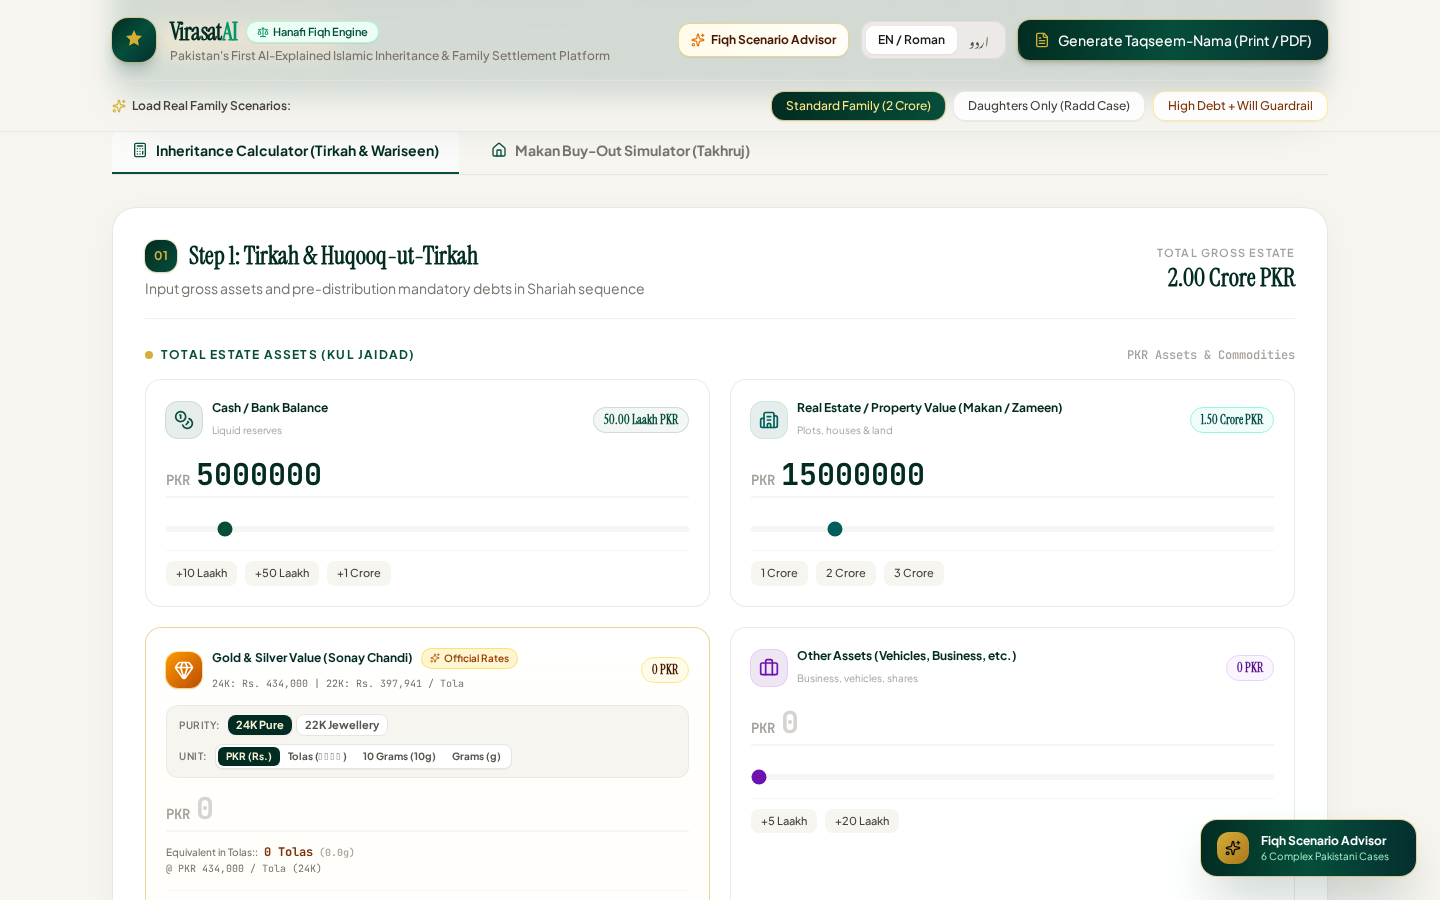 VirasatAI
Hanafi Fiqh Engine
Pakistan's First AI-Explained Islamic Inheritance & Family Settlement Platform
Fiqh Scenario Advisor
EN / Roman
اردو
Generate Taqseem-Nama (Print / PDF)
Load Real Family Scenarios:
Standard Family (2 Crore)
Daughters Only (Radd Case)
High Debt + Will Guardrail
Inheritance Calculator (Tirkah & Wariseen)
Makan Buy-Out Simulator (Takhruj)
01
Step 1: Tirkah & Huqooq-ut-Tirkah
Input gross assets and pre-distribution mandatory debts in Shariah sequence
TOTAL GROSS ESTATE
2.00 Crore PKR
TOTAL ESTATE ASSETS (KUL JAIDAD)
PKR Assets & Commodities
Cash / Bank Balance
Liquid reserves
50.00 Laakh PKR
PKR 5000000
+10 Laakh
+50 Laakh
+1 Crore
Real Estate / Property Value (Makan / Zameen)
Plots, houses & land
1.50 Crore PKR
PKR 15000000
1 Crore
2 Crore
3 Crore
Gold & Silver Value (Sonay Chandi)
Official Rates
24K: Rs. 434,000 | 22K: Rs. 397,941 / Tola
0 PKR
PURITY:
24K Pure
22K Jewellery
UNIT:
PKR (Rs.)
Tolas ( )
10 Grams (10g)
Grams (g)
PKR 0
Equivalent in Tolas:: 0 Tolas (0.0g)
@ PKR 434,000 / Tola (24K)
Other Assets (Vehicles, Business, etc.)
Business, vehicles, shares
0 PKR
PKR 0
+5 Laakh
+20 Laakh
Fiqh Scenario Advisor
6 Complex Pakistani Cases